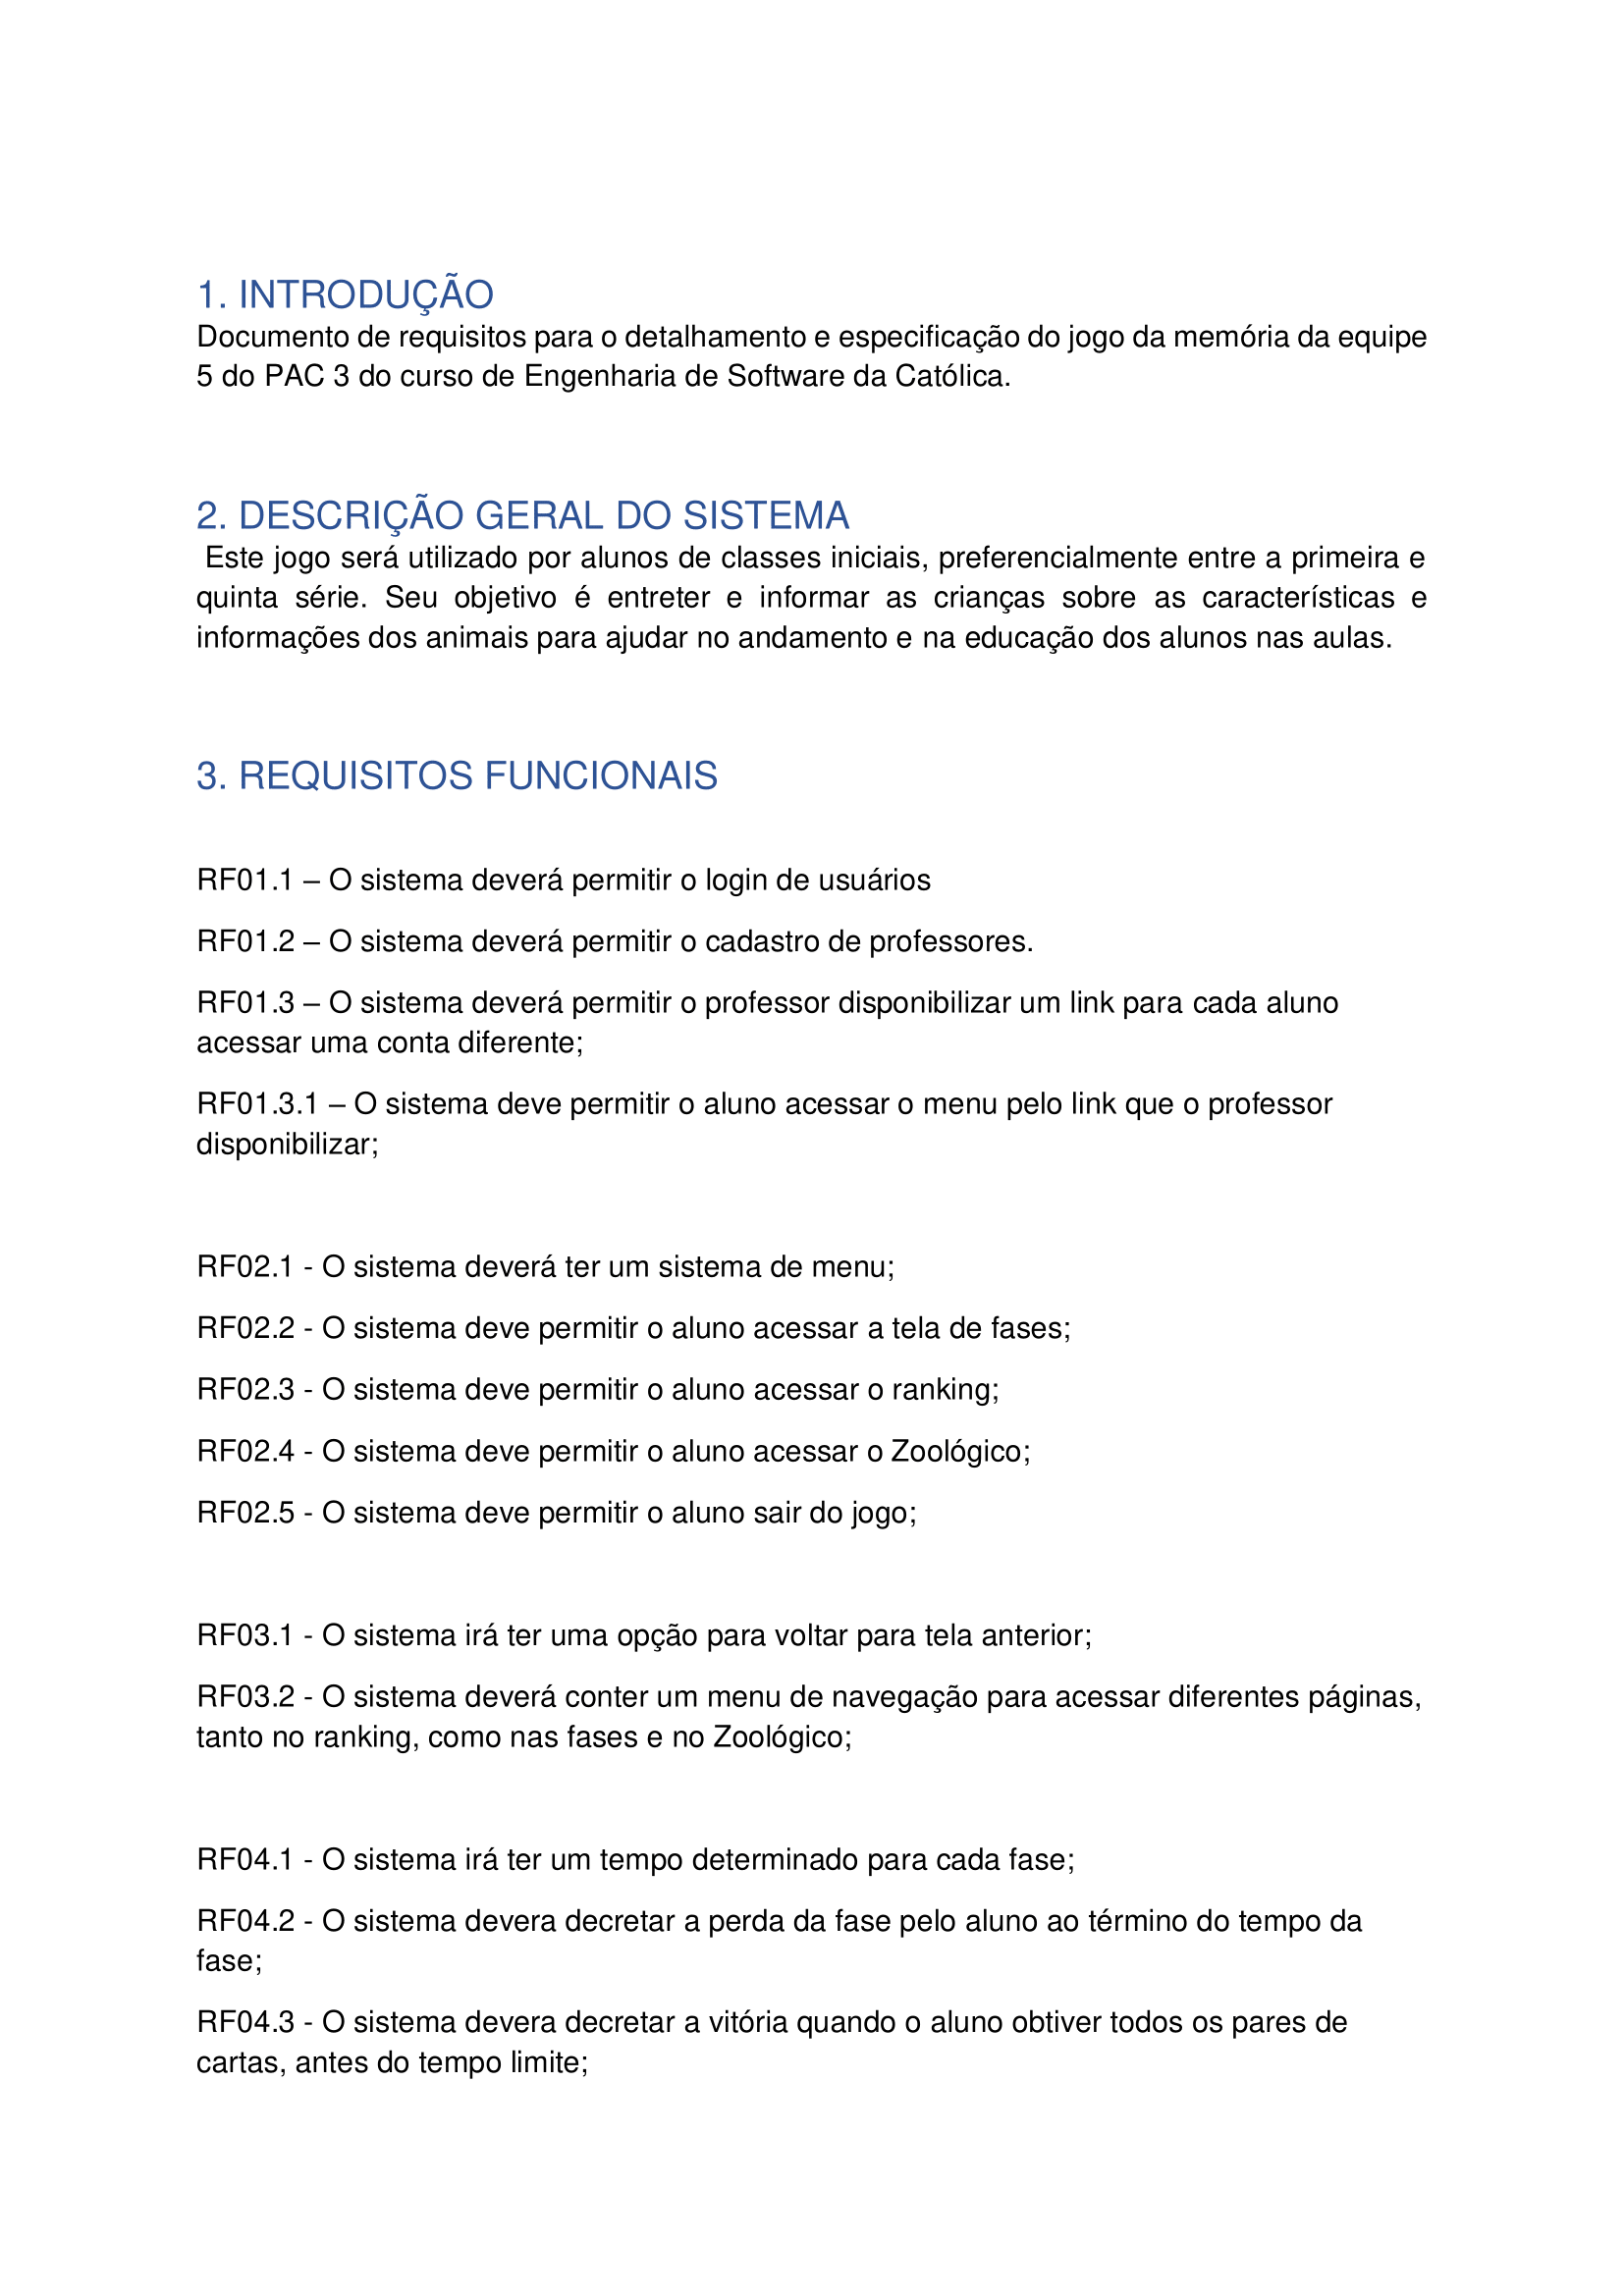 1. INTRODUÇÃO
Documento de requisitos para o detalhamento e especificação do jogo da memória da equipe
5 do PAC 3 do curso de Engenharia de Software da Católica.
2. DESCRIÇÃO GERAL DO SISTEMA
Este jogo será utilizado por alunos de classes iniciais, preferencialmente entre a primeira e
quinta série. Seu objetivo é entreter e informar as crianças sobre as características e
informações dos animais para ajudar no andamento e na educação dos alunos nas aulas.
3. REQUISITOS FUNCIONAIS
RF01.1 – O sistema deverá permitir o login de usuários
RF01.2 – O sistema deverá permitir o cadastro de professores.
RF01.3 – O sistema deverá permitir o professor disponibilizar um link para cada aluno
acessar uma conta diferente;
RF01.3.1 – O sistema deve permitir o aluno acessar o menu pelo link que o professor
disponibilizar;
RF02.1 - O sistema deverá ter um sistema de menu;
RF02.2 - O sistema deve permitir o aluno acessar a tela de fases;
RF02.3 - O sistema deve permitir o aluno acessar o ranking;
RF02.4 - O sistema deve permitir o aluno acessar o Zoológico;
RF02.5 - O sistema deve permitir o aluno sair do jogo;
RF03.1 - O sistema irá ter uma opção para voltar para tela anterior;
RF03.2 - O sistema deverá conter um menu de navegação para acessar diferentes páginas,
tanto no ranking, como nas fases e no Zoológico;
RF04.1 - O sistema irá ter um tempo determinado para cada fase;
RF04.2 - O sistema devera decretar a perda da fase pelo aluno ao término do tempo da
fase;
RF04.3 - O sistema devera decretar a vitória quando o aluno obtiver todos os pares de
cartas, antes do tempo limite;